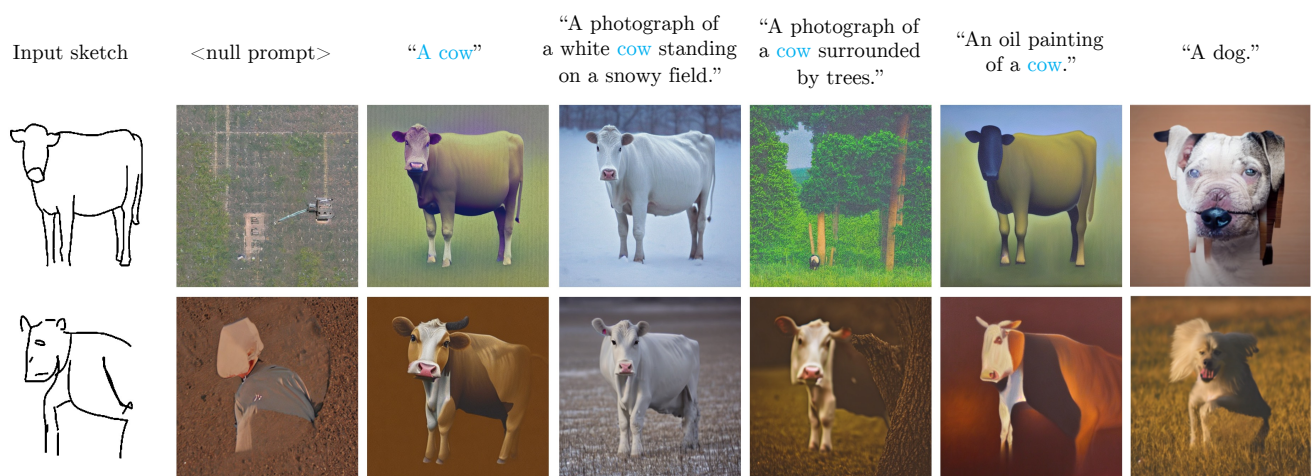 Input sketch
<null prompt>
“A cow”
“A photograph of
a white cow standing
on a snowy field.”
“A photograph of
a cow surrounded
by trees.”
“An oil painting
of a cow.”
“A dog.”